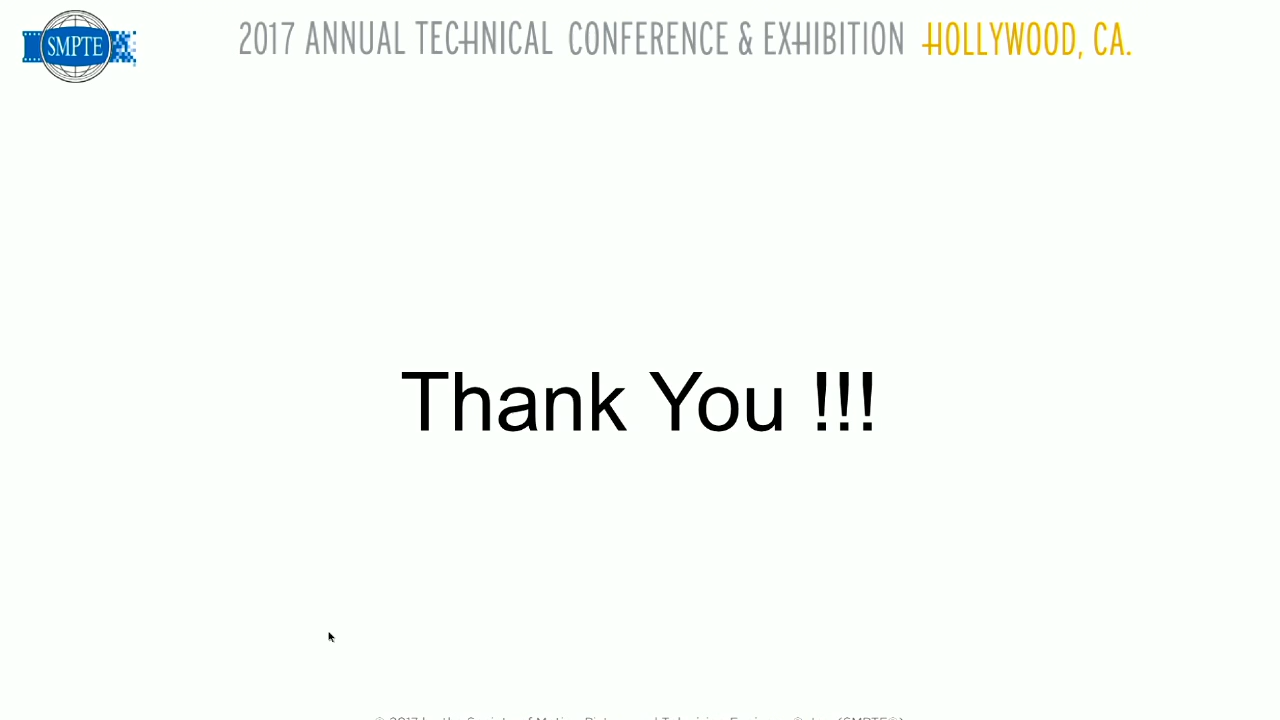 SMPTE
2017 ANNUAL TECHNICAL CONFERENCE & EXHIBITION HOLLYWOOD, CA.
Thank You !!!